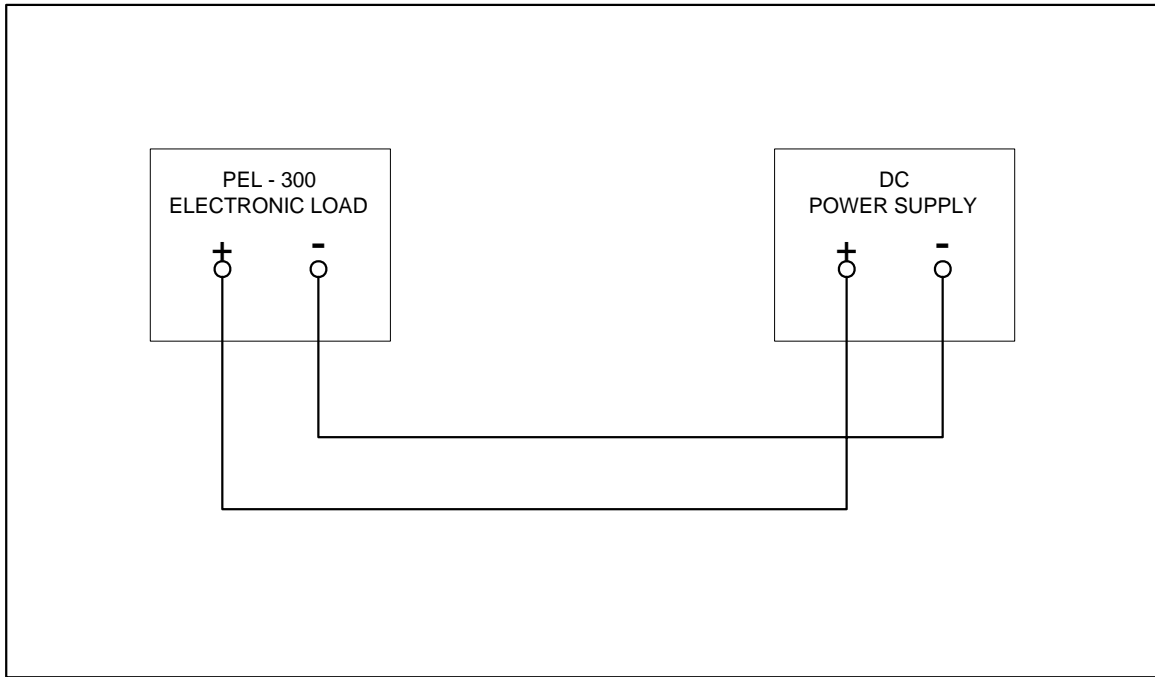 PEL - 300
ELECTRONIC LOAD
+ -
DC
POWER SUPPLY
+ -